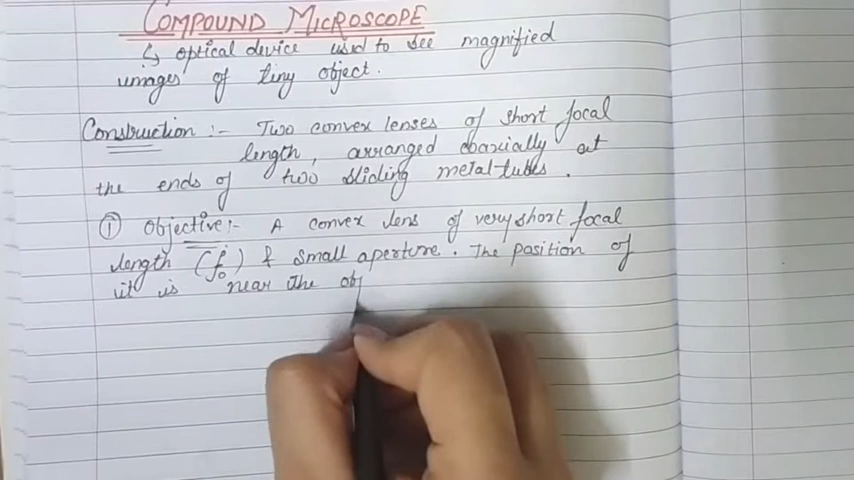 COMPOUND MICROSCOPE
↳ optical device used to see magnified
images of tiny object.
Construction :- Two convex lenses of short focal
length, arranged coaxially at
the ends of two sliding metal tubes.
① Objective:- A convex lens of very short focal
length (fo) & small aperture. The position of
it is near the obj